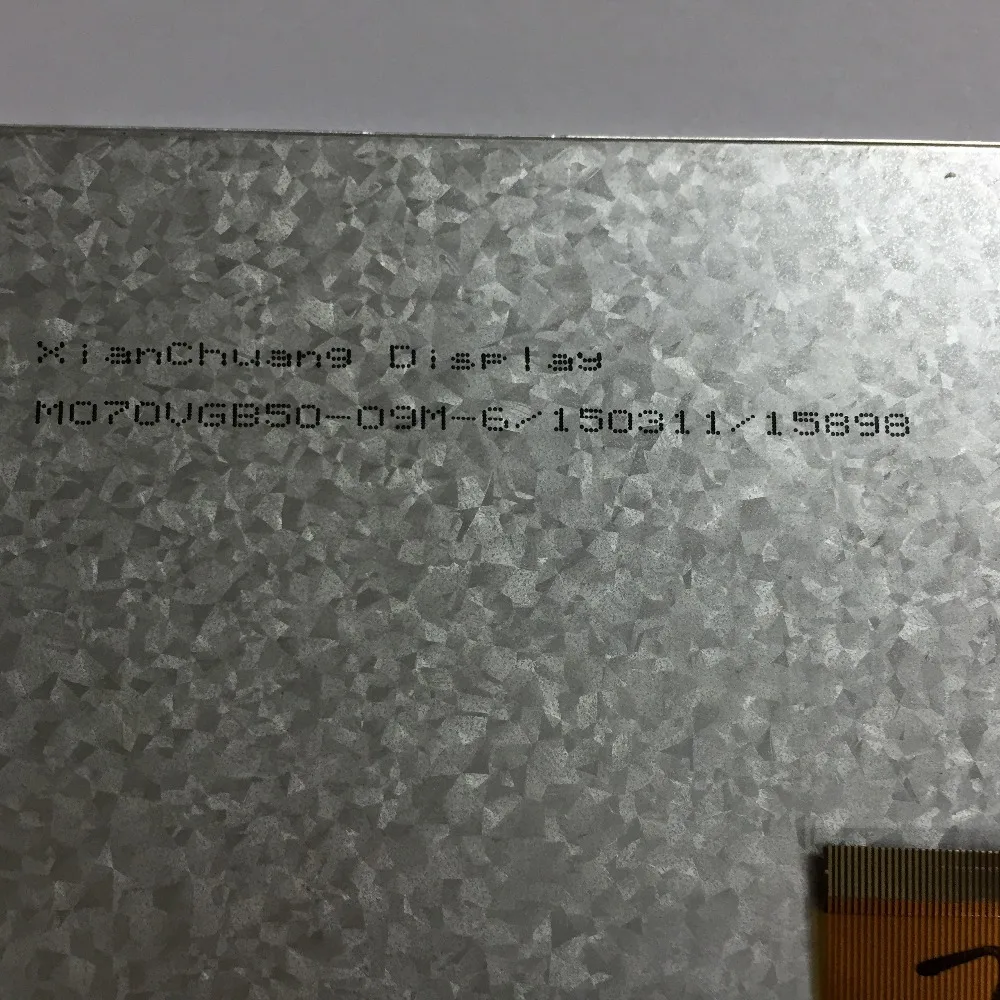 XianChuang Display
M070VGB50-09M-6/150311/15898